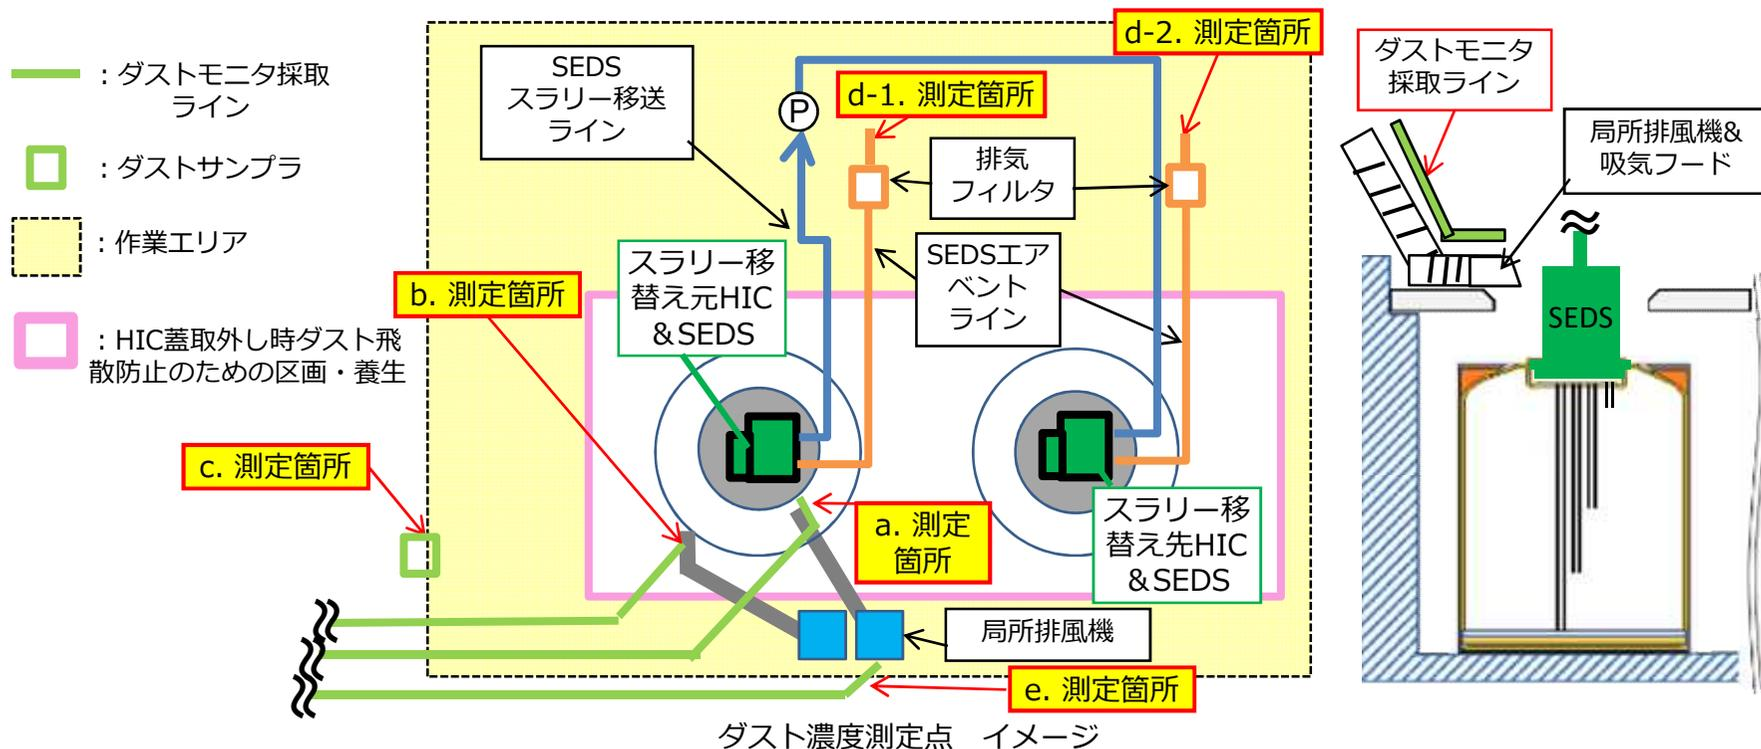 ：ダストモニタ採取
ライン
：ダストサンプラ
：作業エリア
：HIC蓋取外し時ダスト飛
散防止のための区画・養生
SEDS
スラリー移送
ライン
P
d-1. 測定箇所
d-2. 測定箇所
排気
フィルタ
スラリー移
替え元HIC
＆SEDS
SEDSエア
ベント
ライン
b. 測定箇所
c. 測定箇所
a. 測定
箇所
スラリー移
替え先HIC
＆SEDS
局所排風機
e. 測定箇所
ダスト濃度測定点　イメージ
ダストモニタ
採取ライン
局所排風機&
吸気フード
SEDS